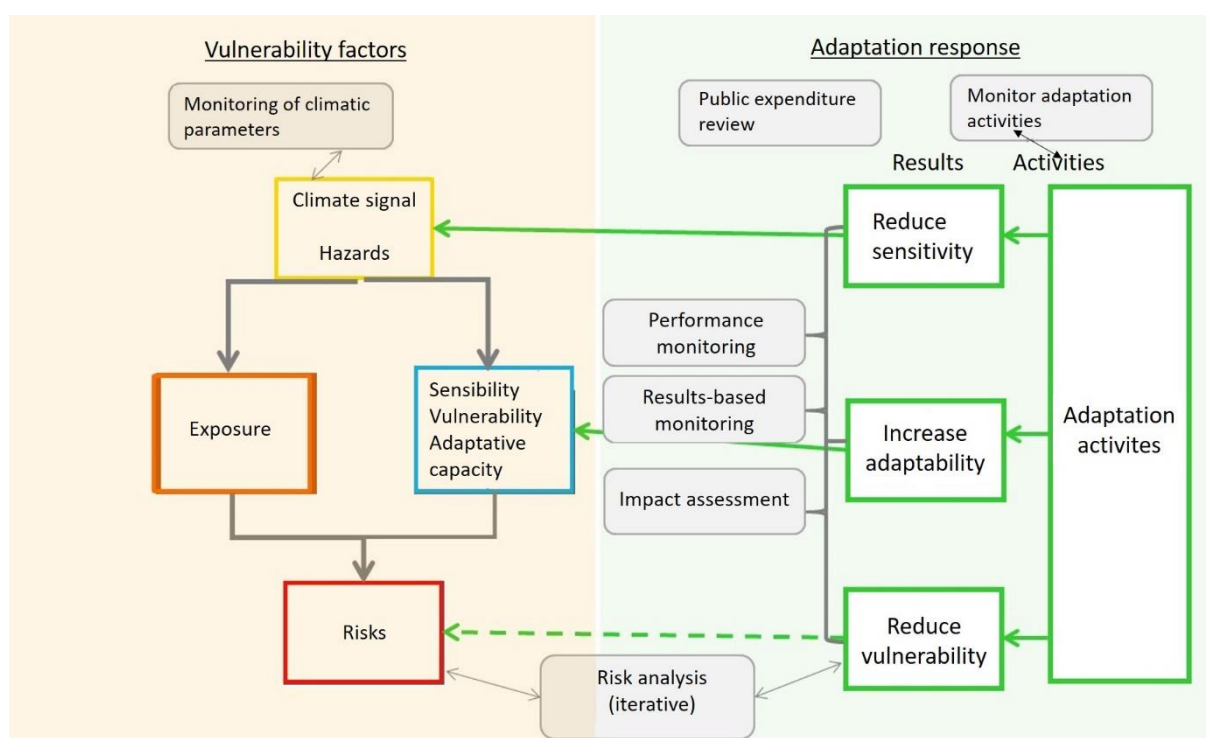 Vulnerability factors
Monitoring of climatic
parameters
Climate signal
Hazards
Exposure
Sensibility
Vulnerability
Adaptative
capacity
Risks
Adaptation response
Public expenditure
review
Monitor adaptation
activities
Results
Activities
Reduce
sensitivity
Performance
monitoring
Results-based
monitoring
Increase
adaptability
Impact assessment
Reduce
vulnerability
Adaptation
activites
Risk analysis
(iterative)